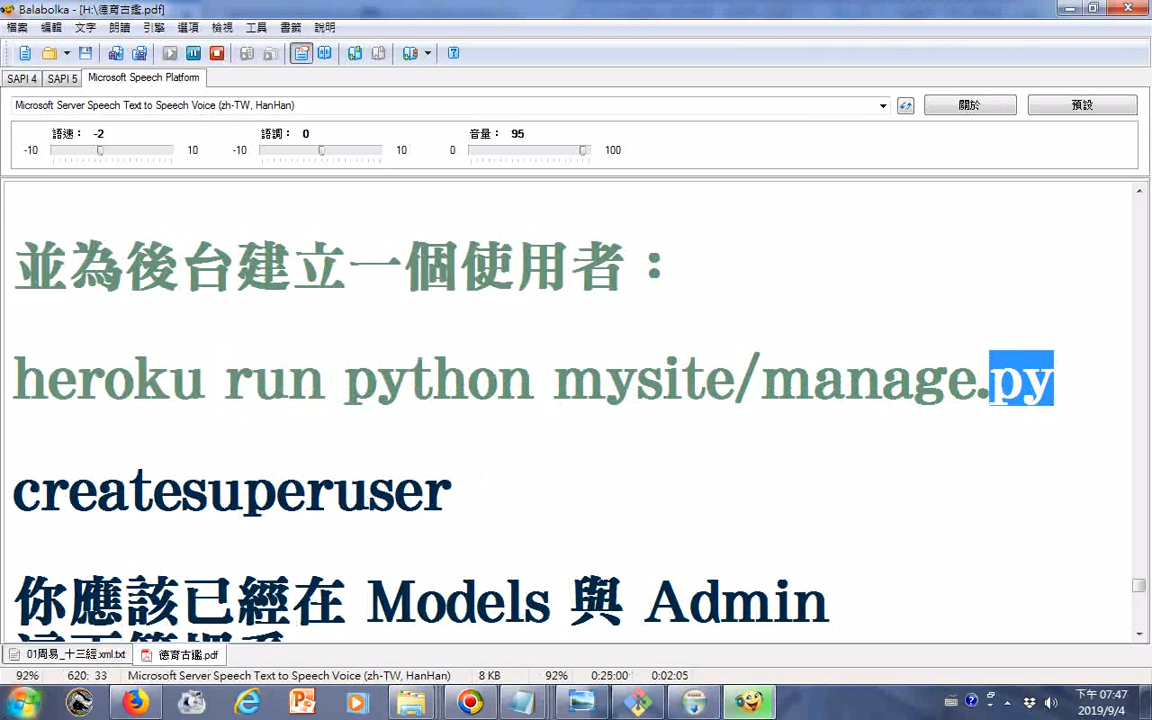 Balabolka - [H:\德育古鑑.pdf]
檔案 編輯 文字 朗讀 引擎 選項 檢視 工具 書籤 說明
SAPI 4 SAPI 5 Microsoft Speech Platform
Microsoft Server Speech Text to Speech Voice (zh-TW, HanHan) 關於 預設
語速： -2 語調： 0 音量： 95
-10 10 -10 10 0 100
並為後台建立一個使用者：
heroku run python mysite/manage.py
createsuperuser
你應該已經在 Models 與 Admin
01周易_十三經.xml.txt 德育古鑑.pdf
92% 620: 33 Microsoft Server Speech Text to Speech Voice (zh-TW, HanHan) 8 KB 92% 0:25:00 0:02:05
下午 07:47
2019/9/4